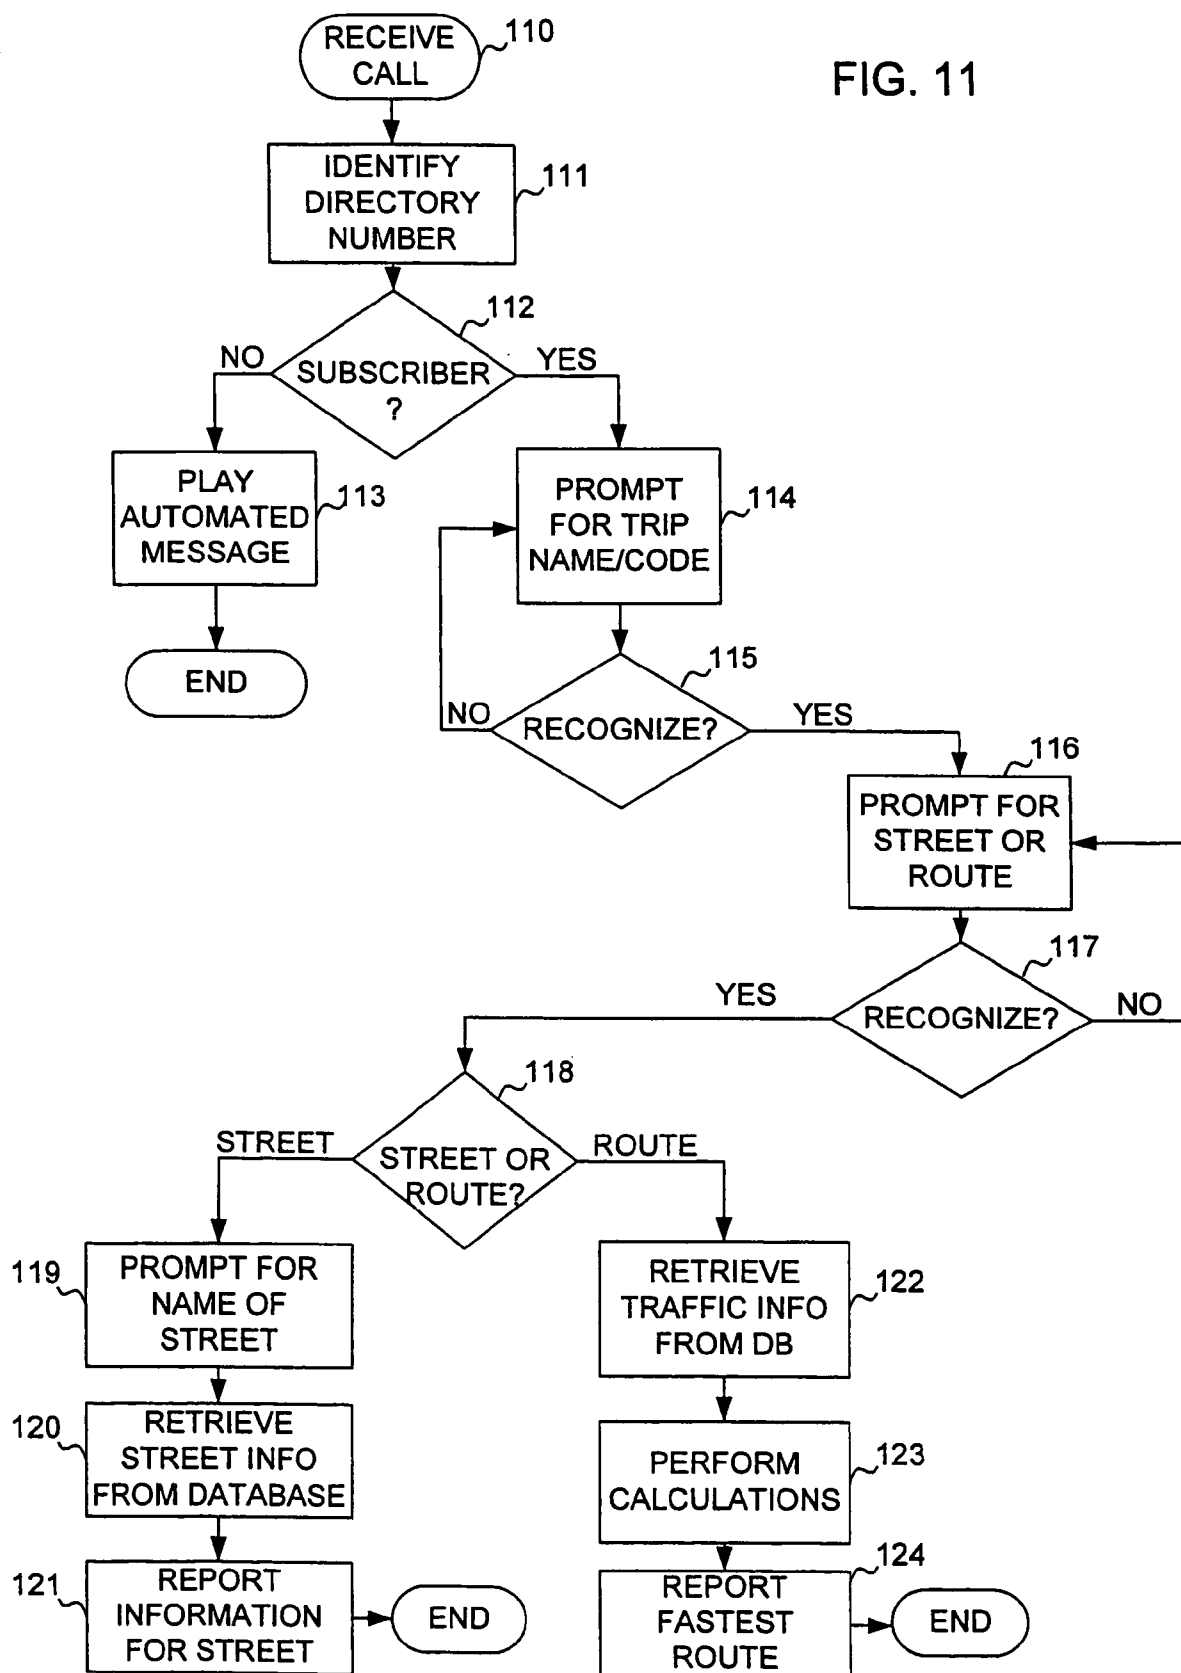 RECEIVE
CALL
110
FIG. 11
IDENTIFY
DIRECTORY
NUMBER
111
112
NO
SUBSCRIBER
?
YES
PLAY
AUTOMATED
MESSAGE
113
PROMPT
FOR TRIP
NAME/CODE
114
END
115
NO
RECOGNIZE?
YES
116
PROMPT FOR
STREET OR
ROUTE
117
YES
RECOGNIZE?
NO
118
STREET
STREET OR
ROUTE?
ROUTE
119
PROMPT FOR
NAME OF
STREET
RETRIEVE
TRAFFIC INFO
FROM DB
122
120
RETRIEVE
STREET INFO
FROM DATABASE
PERFORM
CALCULATIONS
123
121
REPORT
INFORMATION
FOR STREET
END
124
REPORT
FASTEST
ROUTE
END